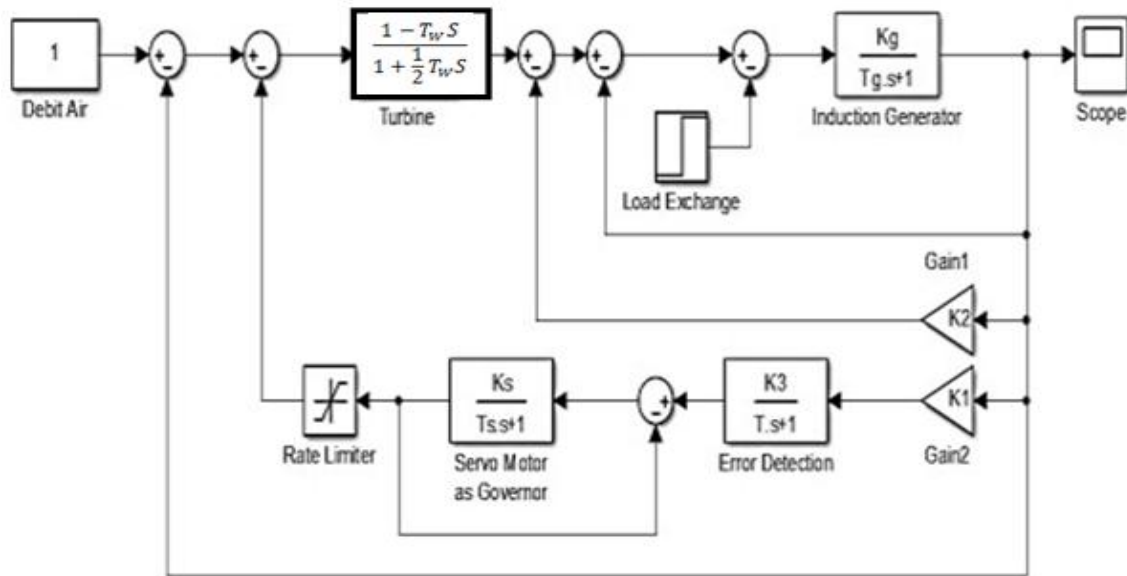 1
Debit Air
+
-
+
-
1 - T_w S
1 + 1/2 T_w S
Turbine
+
-
+
-
+
-
Kg
Tg.s+1
Induction Generator
Scope
Load Exchange
Gain1
K2
K1
Gain2
K3
T.s+1
Error Detection
-
+
Ks
Ts.s+1
Servo Motor
as Governor
Rate Limiter